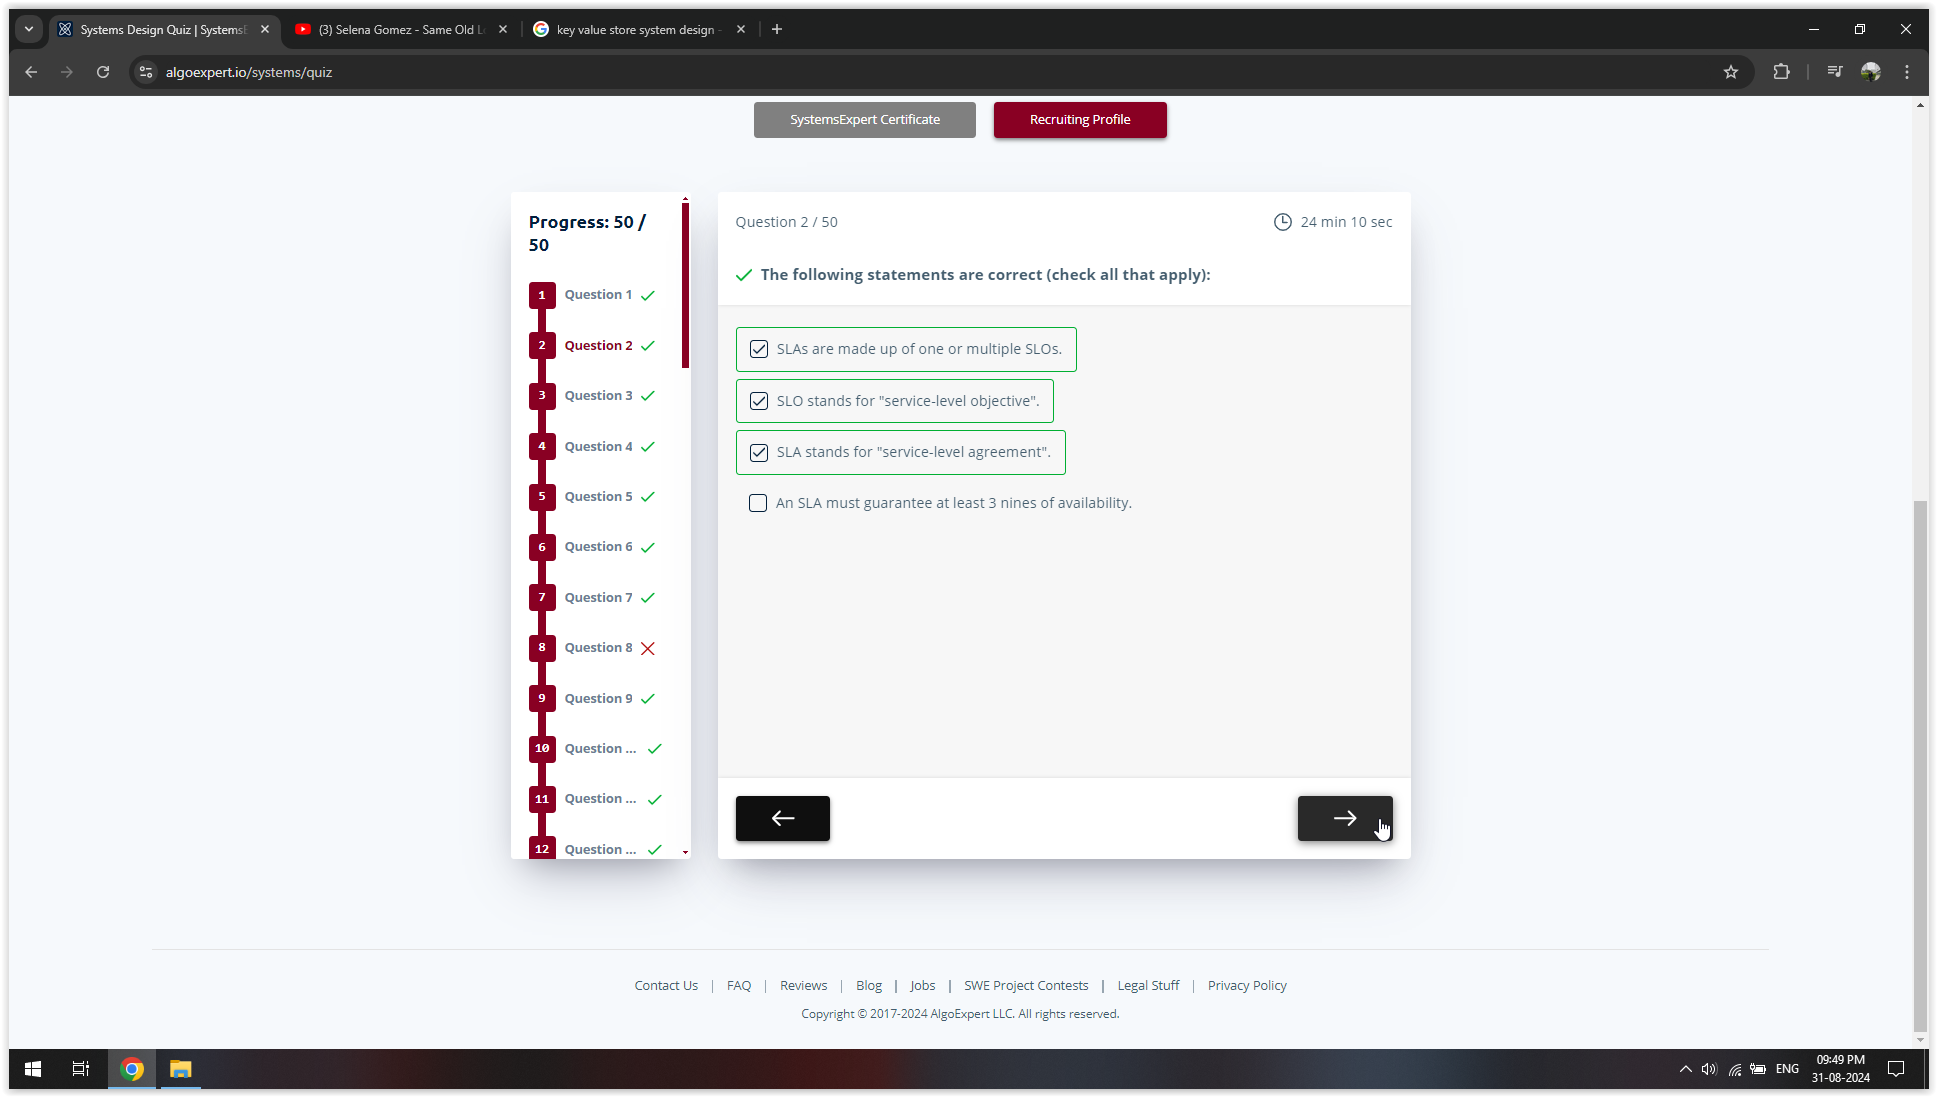 Systems Design Quiz | Systems
(3) Selena Gomez - Same Old L
key value store system design -
algoexpert.io/systems/quiz
SystemsExpert Certificate
Recruiting Profile
Progress: 50 /
50
1 Question 1
2 Question 2
3 Question 3
4 Question 4
5 Question 5
6 Question 6
7 Question 7
8 Question 8
9 Question 9
10 Question ...
11 Question ...
12 Question ...
Question 2 / 50
24 min 10 sec
The following statements are correct (check all that apply):
SLAs are made up of one or multiple SLOs.
SLO stands for "service-level objective".
SLA stands for "service-level agreement".
An SLA must guarantee at least 3 nines of availability.
Contact Us | FAQ | Reviews | Blog | Jobs | SWE Project Contests | Legal Stuff | Privacy Policy
Copyright © 2017-2024 AlgoExpert LLC. All rights reserved.
ENG
09:49 PM
31-08-2024